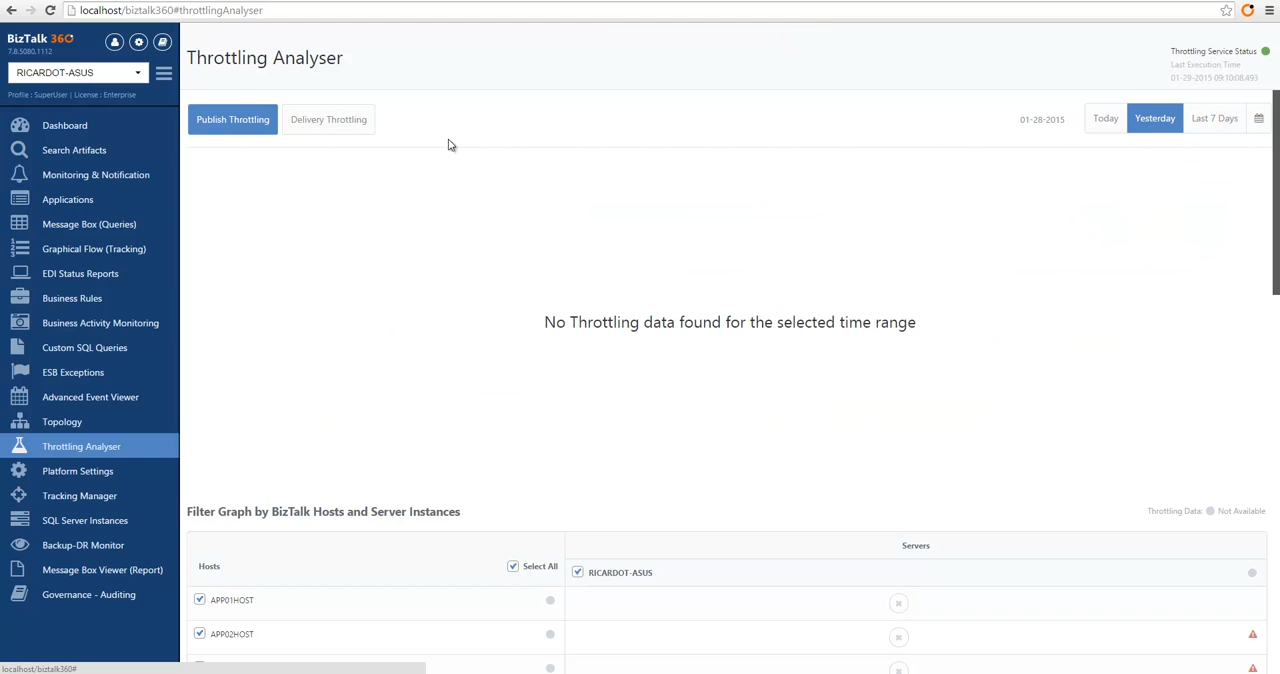 localhost/biztalk360#throttlingAnalyser
BizTalk 360
7.8.5080.1112
RICARDOT-ASUS
Profile : SuperUser | License : Enterprise
Dashboard
Search Artifacts
Monitoring & Notification
Applications
Message Box (Queries)
Graphical Flow (Tracking)
EDI Status Reports
Business Rules
Business Activity Monitoring
Custom SQL Queries
ESB Exceptions
Advanced Event Viewer
Topology
Throttling Analyser
Platform Settings
Tracking Manager
SQL Server Instances
Backup-DR Monitor
Message Box Viewer (Report)
Governance - Auditing
localhost/biztalk360#
Throttling Analyser
Throttling Service Status
Last Execution Time
01-29-2015 09:10:08.493
Publish Throttling Delivery Throttling
01-28-2015 Today Yesterday Last 7 Days
No Throttling data found for the selected time range
Filter Graph by BizTalk Hosts and Server Instances
Throttling Data: Not Available
Servers
Hosts Select All
RICARDOT-ASUS
APP01HOST
APP02HOST